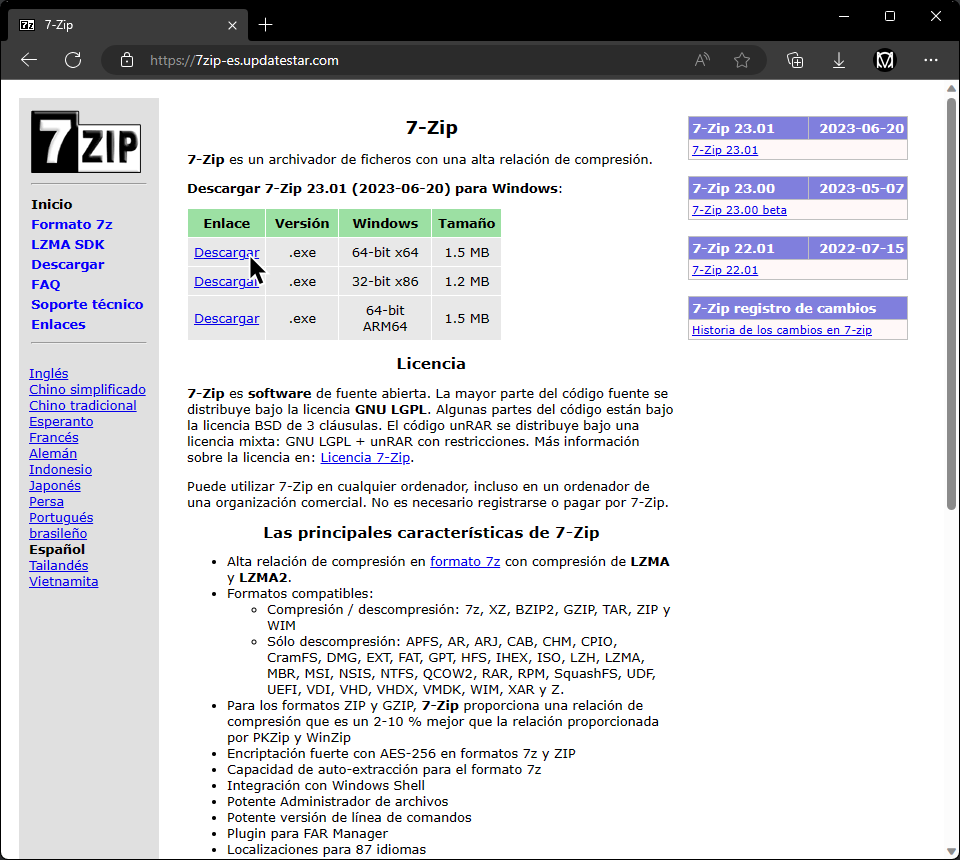 7-Zip
https://7zip-es.updatestar.com
7 ZIP
Inicio
Formato 7z
LZMA SDK
Descargar
FAQ
Soporte técnico
Enlaces
Inglés
Chino simplificado
Chino tradicional
Esperanto
Francés
Alemán
Indonesio
Japonés
Persa
Portugués
brasileño
Español
Tailandés
Vietnamita
7-Zip
7-Zip es un archivador de ficheros con una alta relación de compresión.
Descargar 7-Zip 23.01 (2023-06-20) para Windows:
Enlace Versión Windows Tamaño
Descargar .exe 64-bit x64 1.5 MB
Descargar .exe 32-bit x86 1.2 MB
Descargar .exe 64-bit ARM64 1.5 MB
Licencia
7-Zip es software de fuente abierta. La mayor parte del código fuente se
distribuye bajo la licencia GNU LGPL. Algunas partes del código están bajo
la licencia BSD de 3 cláusulas. El código unRAR se distribuye bajo una
licencia mixta: GNU LGPL + unRAR con restricciones. Más información
sobre la licencia en: Licencia 7-Zip.
Puede utilizar 7-Zip en cualquier ordenador, incluso en un ordenador de
una organización comercial. No es necesario registrarse o pagar por 7-Zip.
Las principales características de 7-Zip
• Alta relación de compresión en formato 7z con compresión de LZMA
y LZMA2.
• Formatos compatibles:
◦ Compresión / descompresión: 7z, XZ, BZIP2, GZIP, TAR, ZIP y
WIM
◦ Sólo descompresión: APFS, AR, ARJ, CAB, CHM, CPIO,
CramFS, DMG, EXT, FAT, GPT, HFS, IHEX, ISO, LZH, LZMA,
MBR, MSI, NSIS, NTFS, QCOW2, RAR, RPM, SquashFS, UDF,
UEFI, VDI, VHD, VHDX, VMDK, WIM, XAR y Z.
• Para los formatos ZIP y GZIP, 7-Zip proporciona una relación de
compresión que es un 2-10 % mejor que la relación proporcionada
por PKZip y WinZip
• Encriptación fuerte con AES-256 en formatos 7z y ZIP
• Capacidad de auto-extracción para el formato 7z
• Integración con Windows Shell
• Potente Administrador de archivos
• Potente versión de línea de comandos
• Plugin para FAR Manager
• Localizaciones para 87 idiomas
7-Zip 23.01 2023-06-20
7-Zip 23.01
7-Zip 23.00 2023-05-07
7-Zip 23.00 beta
7-Zip 22.01 2022-07-15
7-Zip 22.01
7-Zip registro de cambios
Historia de los cambios en 7-zip